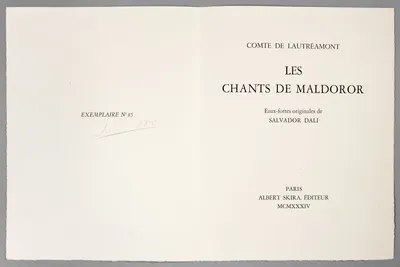 EXEMPLAIRE Nº 85
COMTE DE LAUTRÉAMONT
LES
CHANTS DE MALDOROR
Eaux-fortes originales de
SALVADOR DALI
PARIS
ALBERT SKIRA, ÉDITEUR
MCMXXXIV